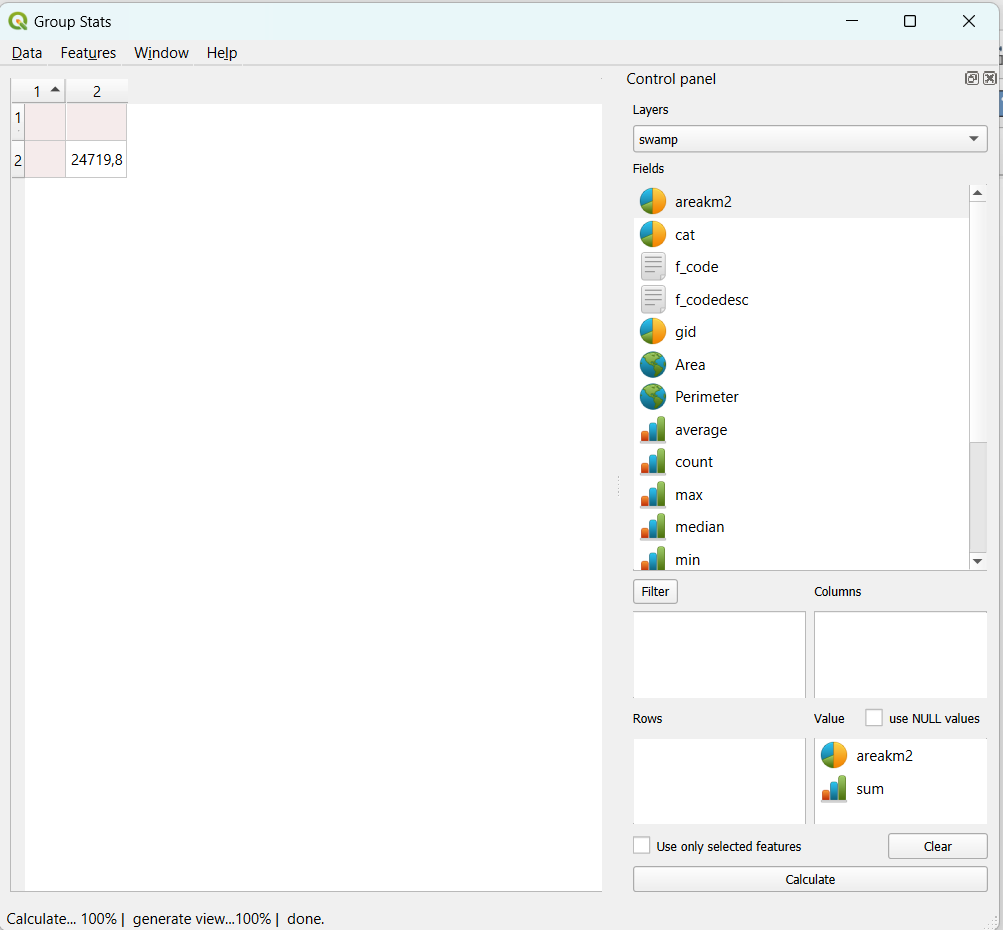 Group Stats
Data Features Window Help
1 2
1
2 24719,8
Control panel
Layers
swamp
Fields
areakm2
cat
f_code
f_codedesc
gid
Area
Perimeter
average
count
max
median
min
Filter Columns
Rows Value use NULL values
areakm2
sum
Use only selected features Clear
Calculate
Calculate... 100% | generate view...100% | done.